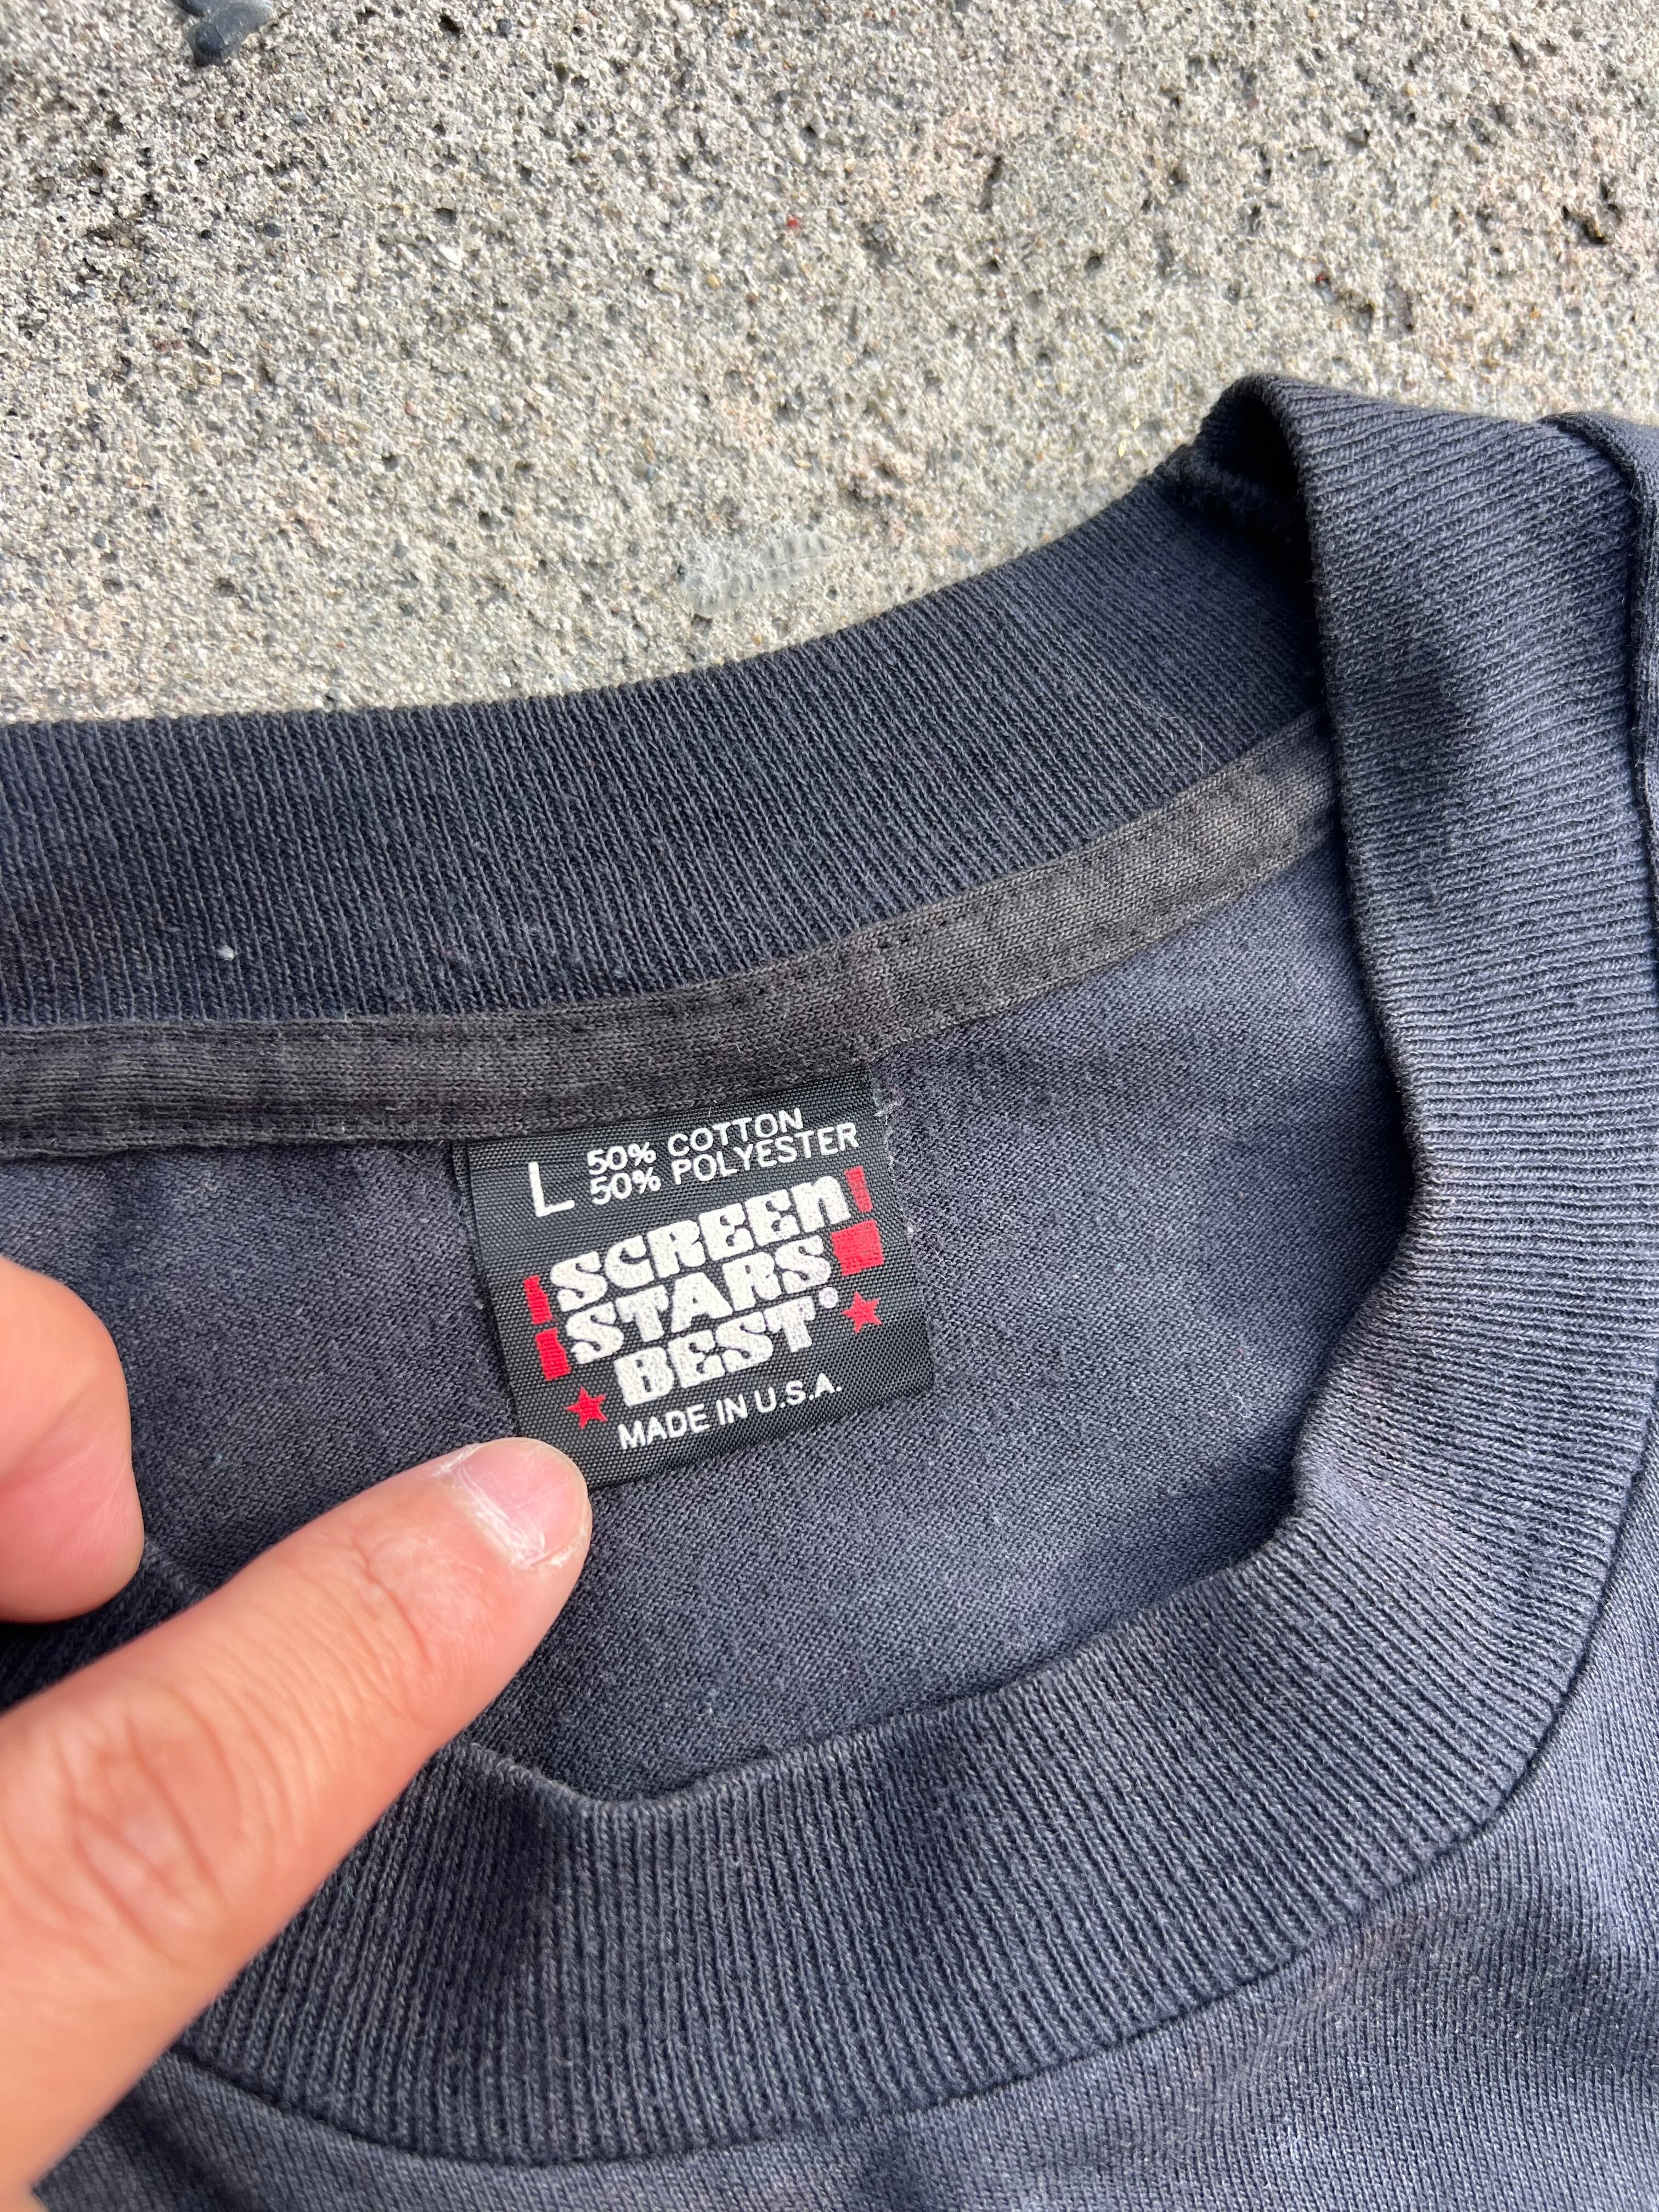 L 50% COTTON
50% POLYESTER
SCREEN
STARS
BEST®
MADE IN U.S.A.